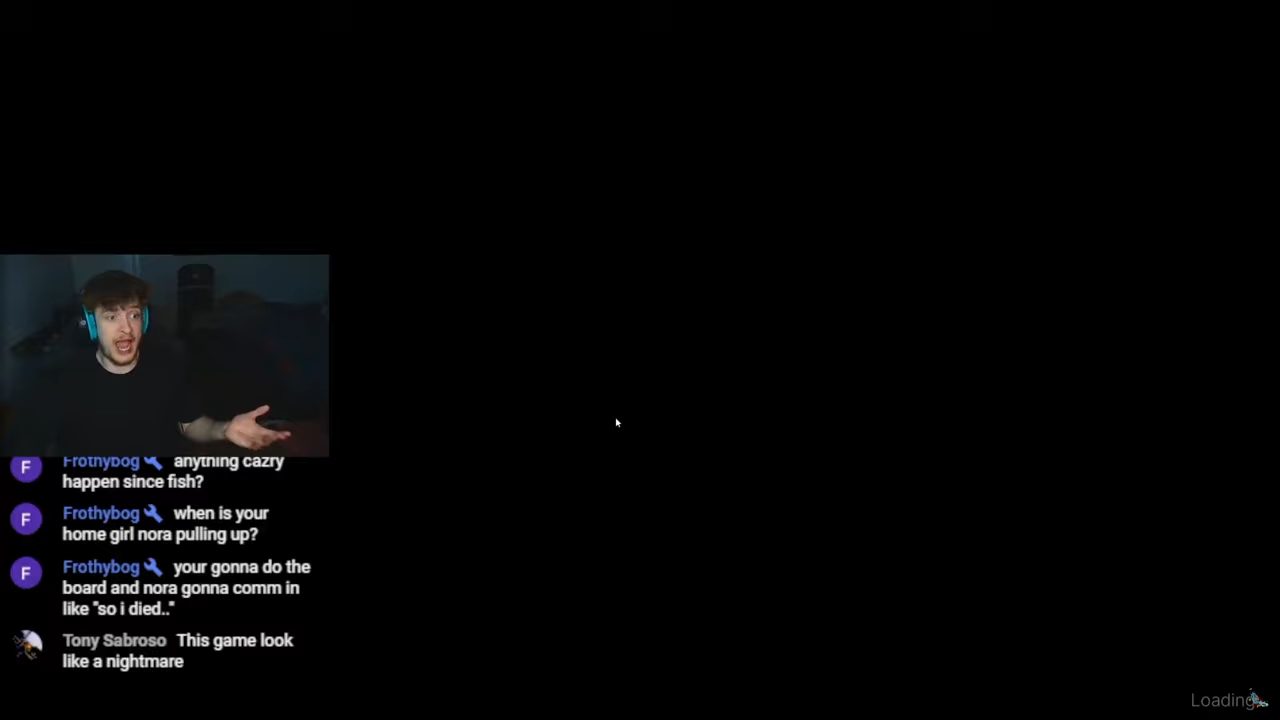 F Frothybog anything cazry
happen since fish?
F Frothybog when is your
home girl nora pulling up?
F Frothybog your gonna do the
board and nora gonna comm in
like "so i died.."
Tony Sabroso This game look
like a nightmare
Loading